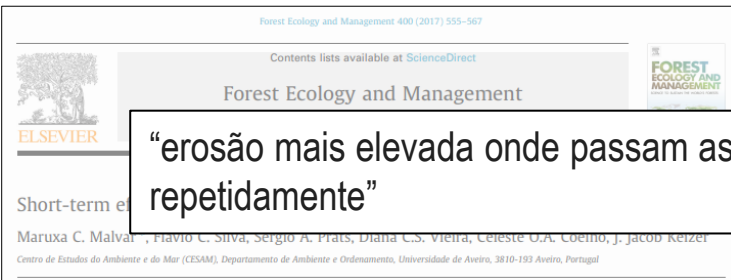 Forest Ecology and Management 400 (2017) 555–567
Contents lists available at ScienceDirect
Forest Ecology and Management
ELSEVIER
FOREST
ECOLOGY AND
MANAGEMENT
“erosão mais elevada onde passam as
repetidamente”
Short-term
Maruxa C. Malvar, Flávio C. Silva, Sérgio A. Prats, Diana C.S. Vieira, Celeste O.A. Coelho, J. Jacob Keizer
Centro de Estudos do Ambiente e do Mar (CESAM), Departamento de Ambiente e Ordenamento, Universidade de Aveiro, 3810-193 Aveiro, Portugal